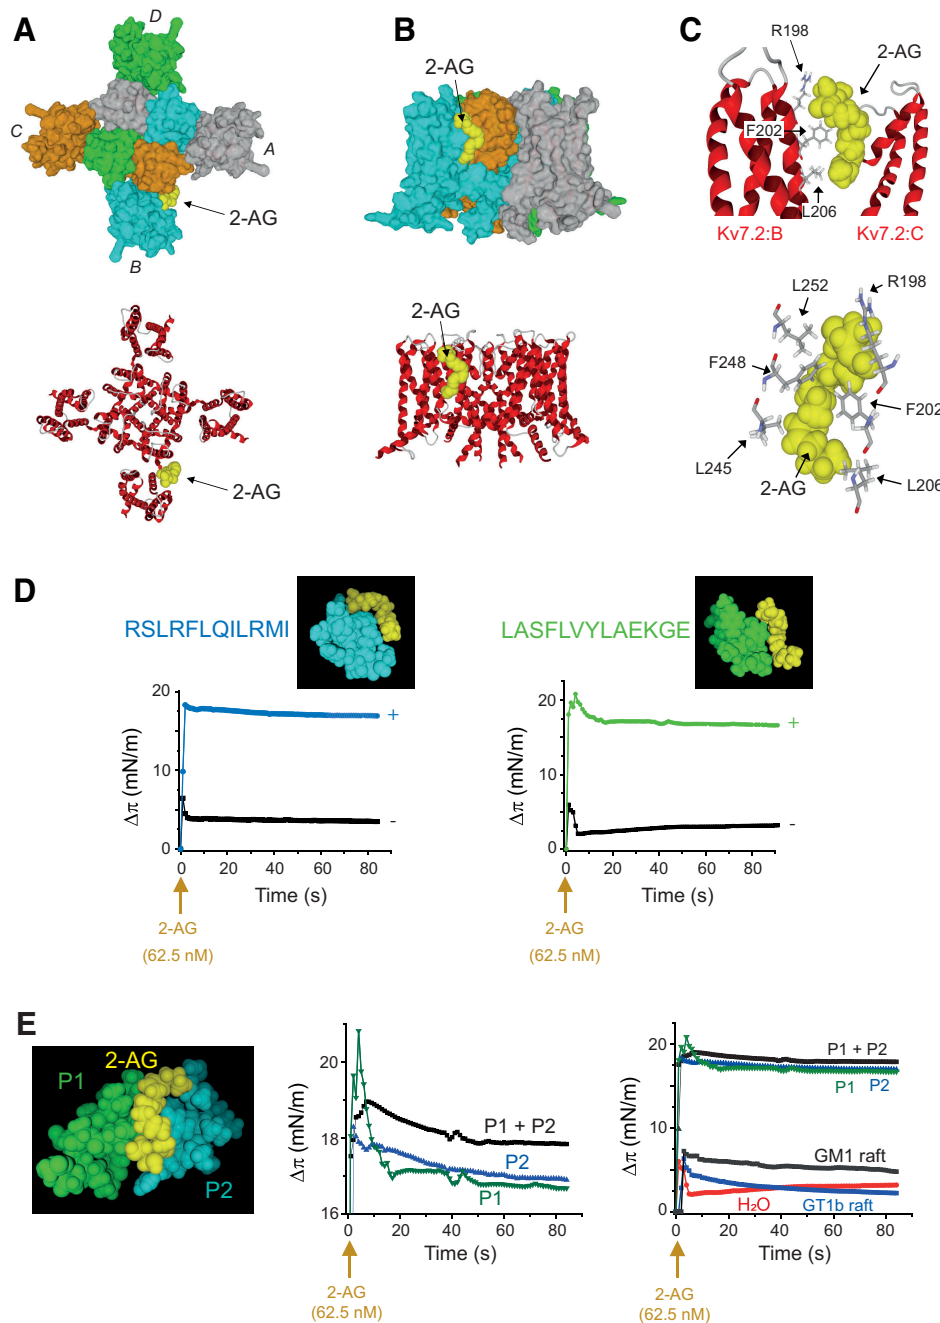 A
D
C
A
2-AG
B
2-AG
B
2-AG
2-AG
C
R198
2-AG
F202
L206
Kv7.2:B
Kv7.2:C
L252
R198
F248
F202
L245
2-AG
L206
D
RSLRFLQILRMI
20
10
0
Δπ (mN/m)
+
-
0 20 40 60 80
Time (s)
2-AG
(62.5 nM)
LASFLVYLAEKGE
20
10
0
Δπ (mN/m)
+
-
0 20 40 60 80
Time (s)
2-AG
(62.5 nM)
E
2-AG
P1
P2
20
18
16
Δπ (mN/m)
P1 + P2
P2
P1
0 20 40 60 80
Time (s)
2-AG
(62.5 nM)
20
10
0
Δπ (mN/m)
P1 + P2
P1
P2
GM1 raft
H₂O
GT1b raft
0 20 40 60 80
Time (s)
2-AG
(62.5 nM)